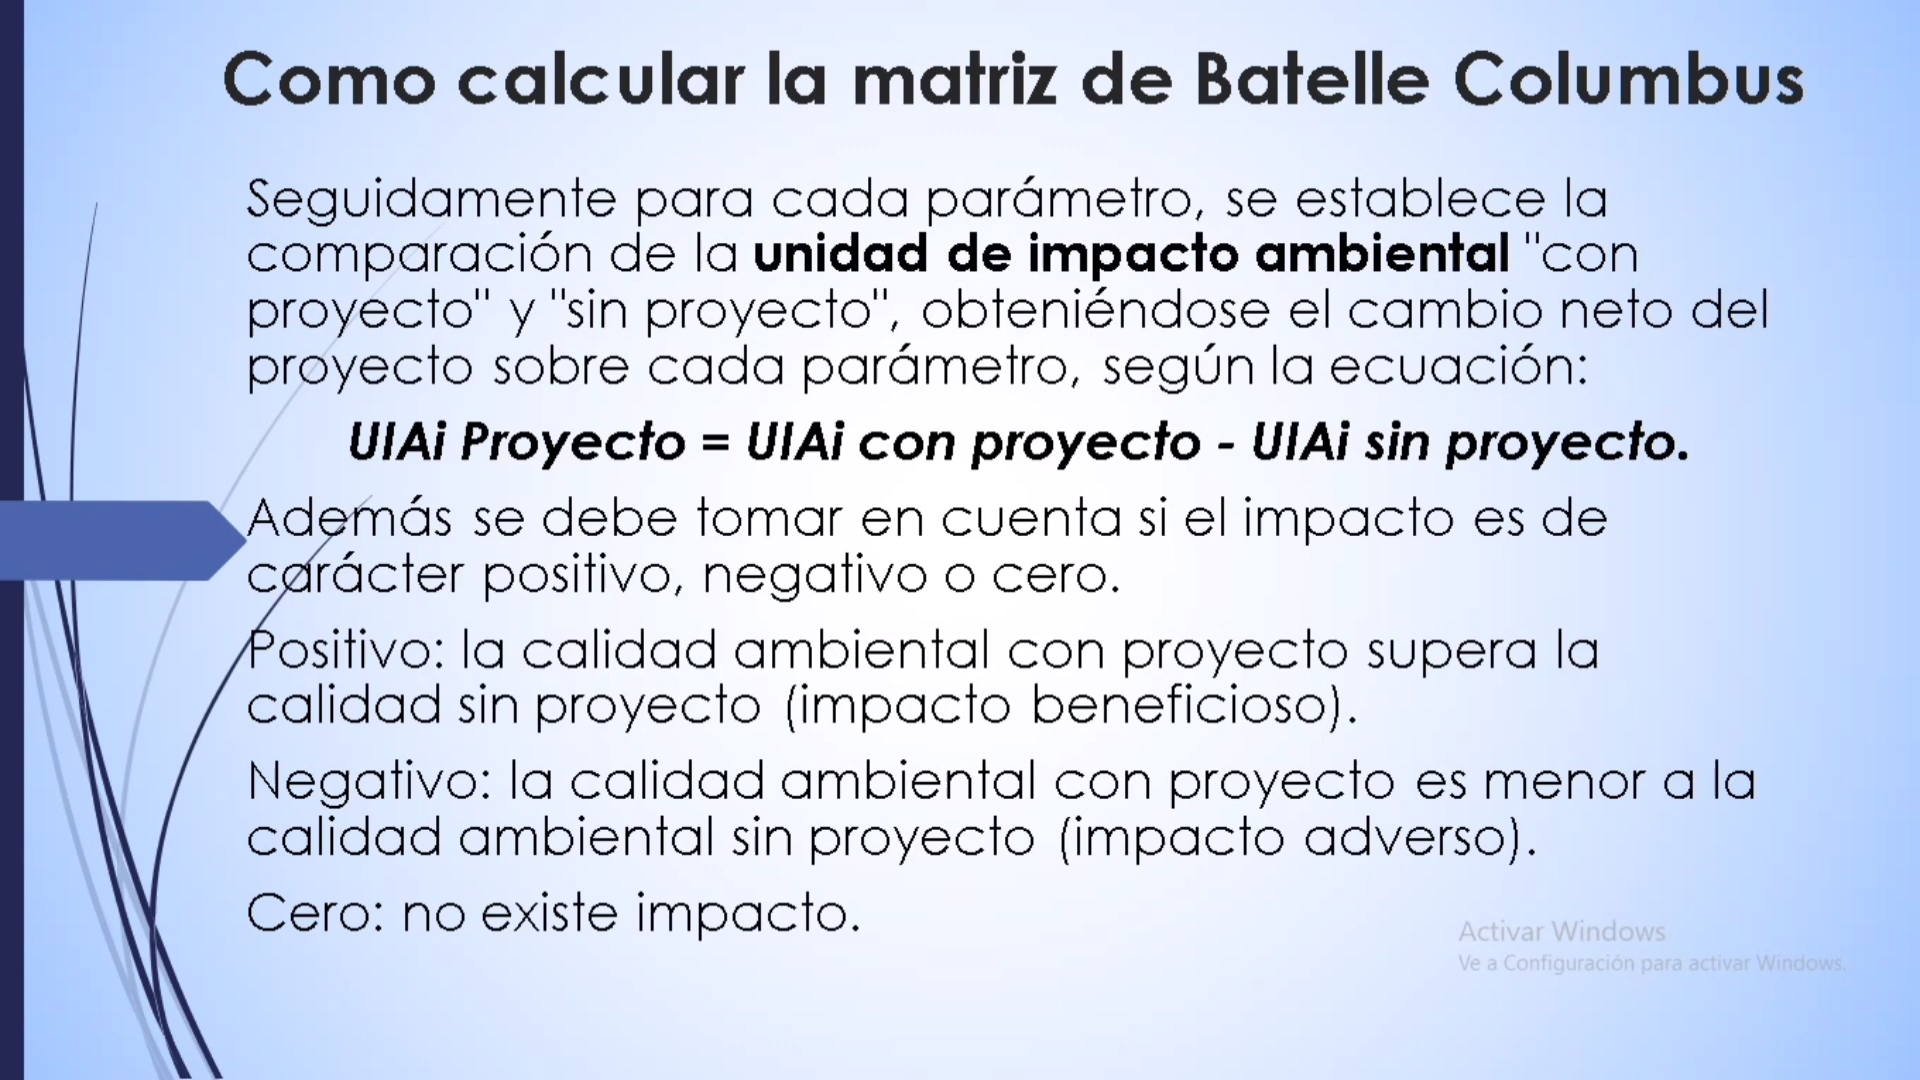 Como calcular la matriz de Batelle Columbus
Seguidamente para cada parámetro, se establece la
comparación de la unidad de impacto ambiental "con
proyecto" y "sin proyecto", obteniéndose el cambio neto del
proyecto sobre cada parámetro, según la ecuación:
UIAi Proyecto = UIAi con proyecto - UIAi sin proyecto.
Además se debe tomar en cuenta si el impacto es de
carácter positivo, negativo o cero.
Positivo: la calidad ambiental con proyecto supera la
calidad sin proyecto (impacto beneficioso).
Negativo: la calidad ambiental con proyecto es menor a la
calidad ambiental sin proyecto (impacto adverso).
Cero: no existe impacto.
Activar Windows
Ve a Configuración para activar Windows.